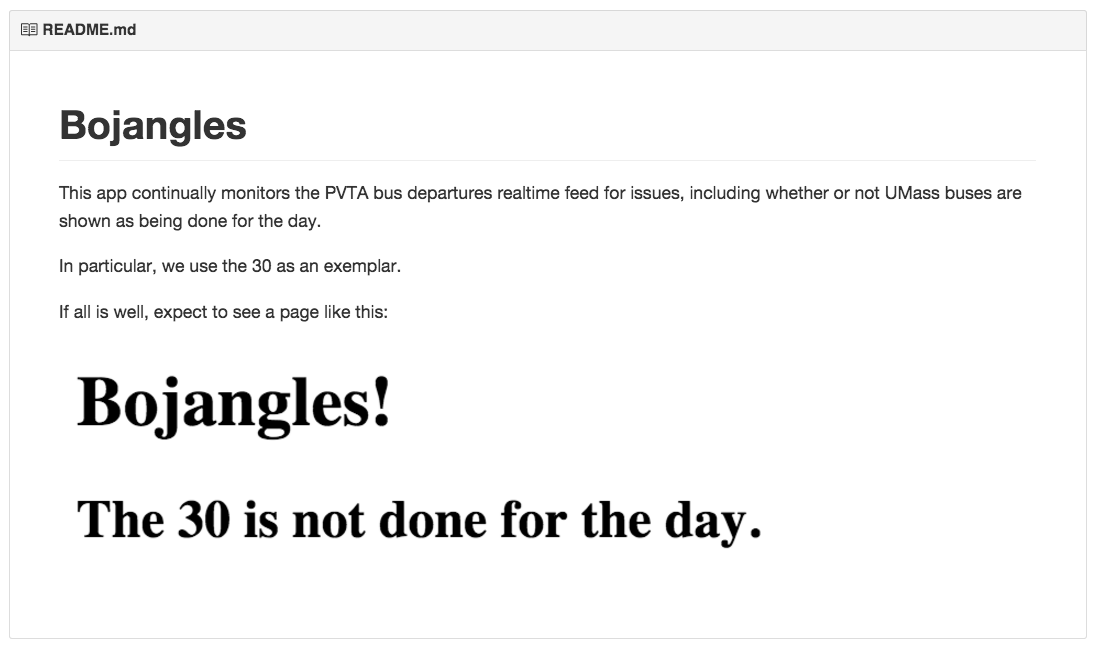 README.md
Bojangles
This app continually monitors the PVTA bus departures realtime feed for issues, including whether or not UMass buses are
shown as being done for the day.
In particular, we use the 30 as an exemplar.
If all is well, expect to see a page like this:
Bojangles!
The 30 is not done for the day.